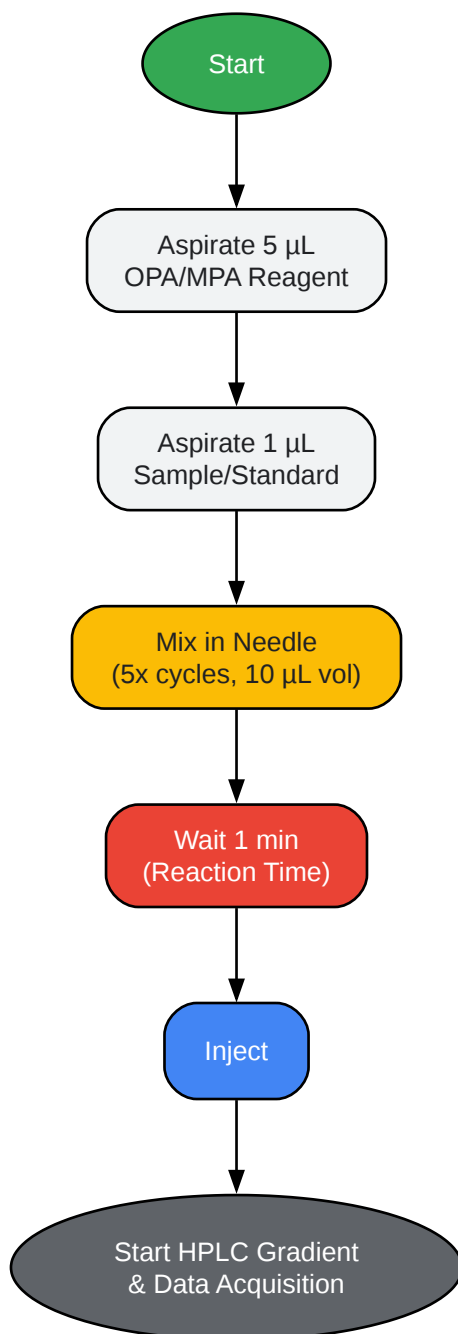 Start
Aspirate 5 µL
OPA/MPA Reagent
Aspirate 1 µL
Sample/Standard
Mix in Needle
(5x cycles, 10 µL vol)
Wait 1 min
(Reaction Time)
Inject
Start HPLC Gradient
& Data Acquisition